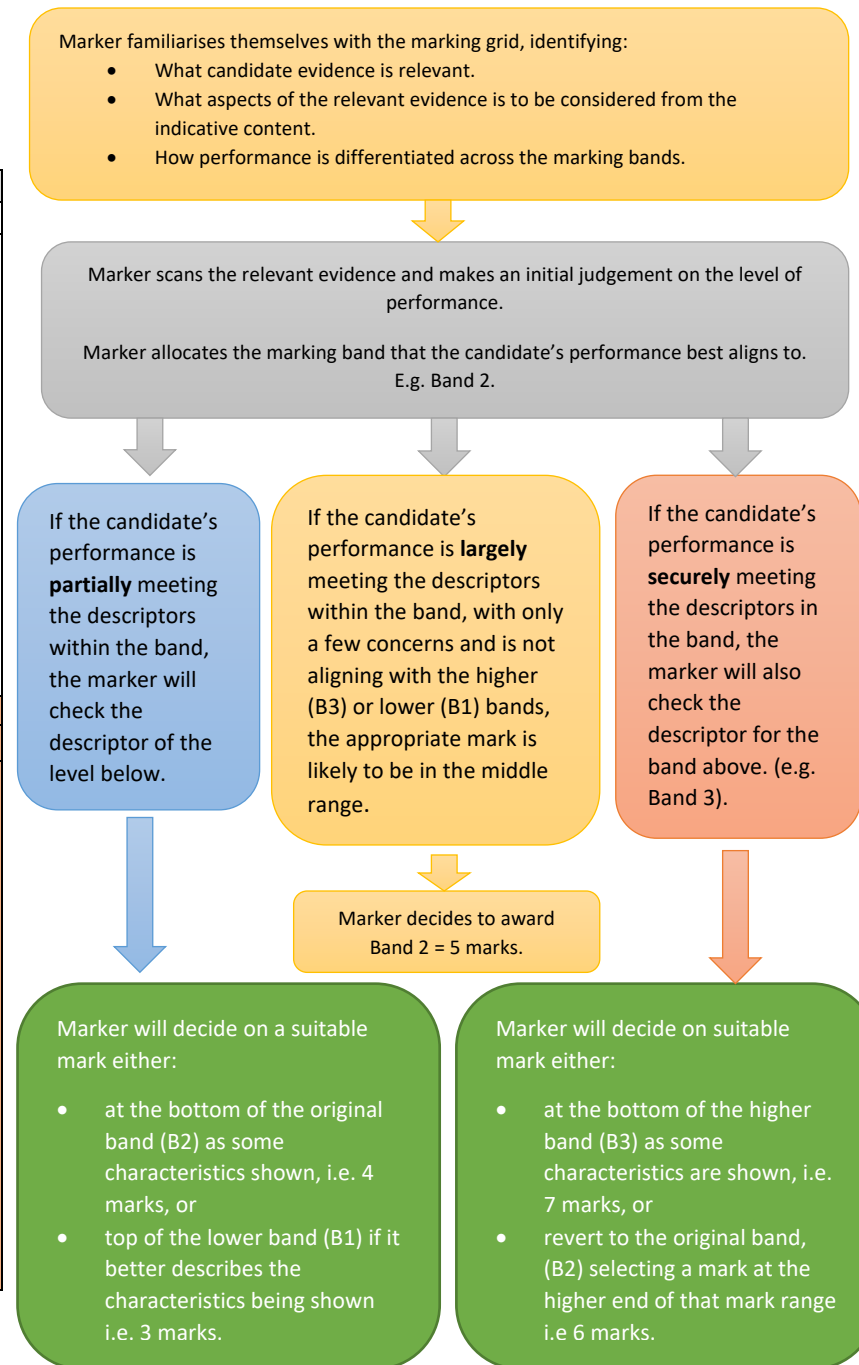 Marker familiarises themselves with the marking grid, identifying:
• What candidate evidence is relevant.
• What aspects of the relevant evidence is to be considered from the
indicative content.
• How performance is differentiated across the marking bands.
Marker scans the relevant evidence and makes an initial judgement on the level of
performance.
Marker allocates the marking band that the candidate’s performance best aligns to.
E.g. Band 2.
If the candidate’s
performance is
partially meeting
the descriptors
within the band,
the marker will
check the
descriptor of the
level below.
If the candidate’s
performance is largely
meeting the descriptors
within the band, with only
a few concerns and is not
aligning with the higher
(B3) or lower (B1) bands,
the appropriate mark is
likely to be in the middle
range.
If the candidate’s
performance is
securely meeting
the descriptors in
the band, the
marker will also
check the
descriptor for the
band above. (e.g.
Band 3).
Marker decides to award
Band 2 = 5 marks.
Marker will decide on a suitable
mark either:
• at the bottom of the original
band (B2) as some
characteristics shown, i.e. 4
marks, or
• top of the lower band (B1) if it
better describes the
characteristics being shown
i.e. 3 marks.
Marker will decide on suitable
mark either:
• at the bottom of the higher
band (B3) as some
characteristics are shown, i.e.
7 marks, or
• revert to the original band,
(B2) selecting a mark at the
higher end of that mark range
i.e 6 marks.